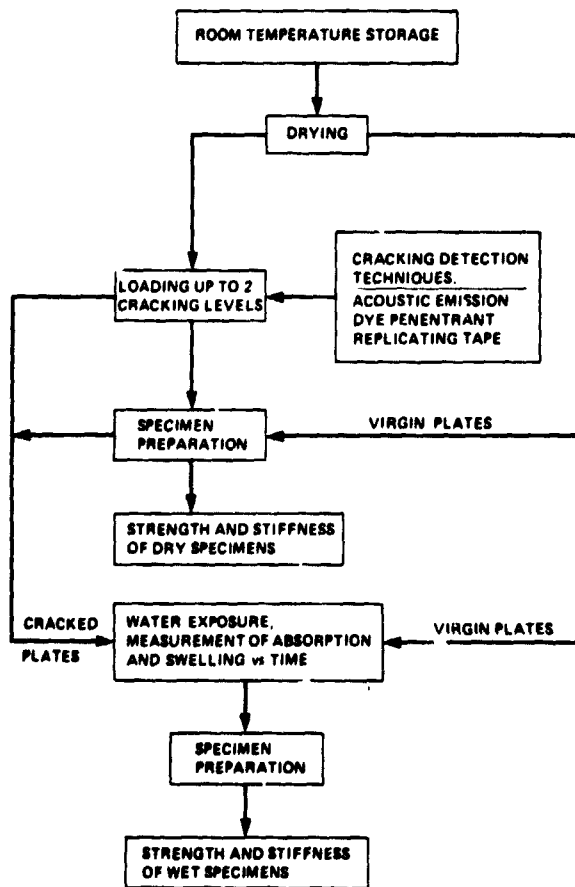 ROOM TEMPERATURE STORAGE
DRYING
CRACKING DETECTION
TECHNIQUES.
ACOUSTIC EMISSION
DYE PENENTRANT
REPLICATING TAPE
LOADING UP TO 2
CRACKING LEVELS
SPECIMEN
PREPARATION
VIRGIN PLATES
STRENGTH AND STIFFNESS
OF DRY SPECIMENS
CRACKED
PLATES
WATER EXPOSURE,
MEASUREMENT OF ABSORPTION
AND SWELLING vs TIME
VIRGIN PLATES
SPECIMEN
PREPARATION
STRENGTH AND STIFFNESS
OF WET SPECIMENS